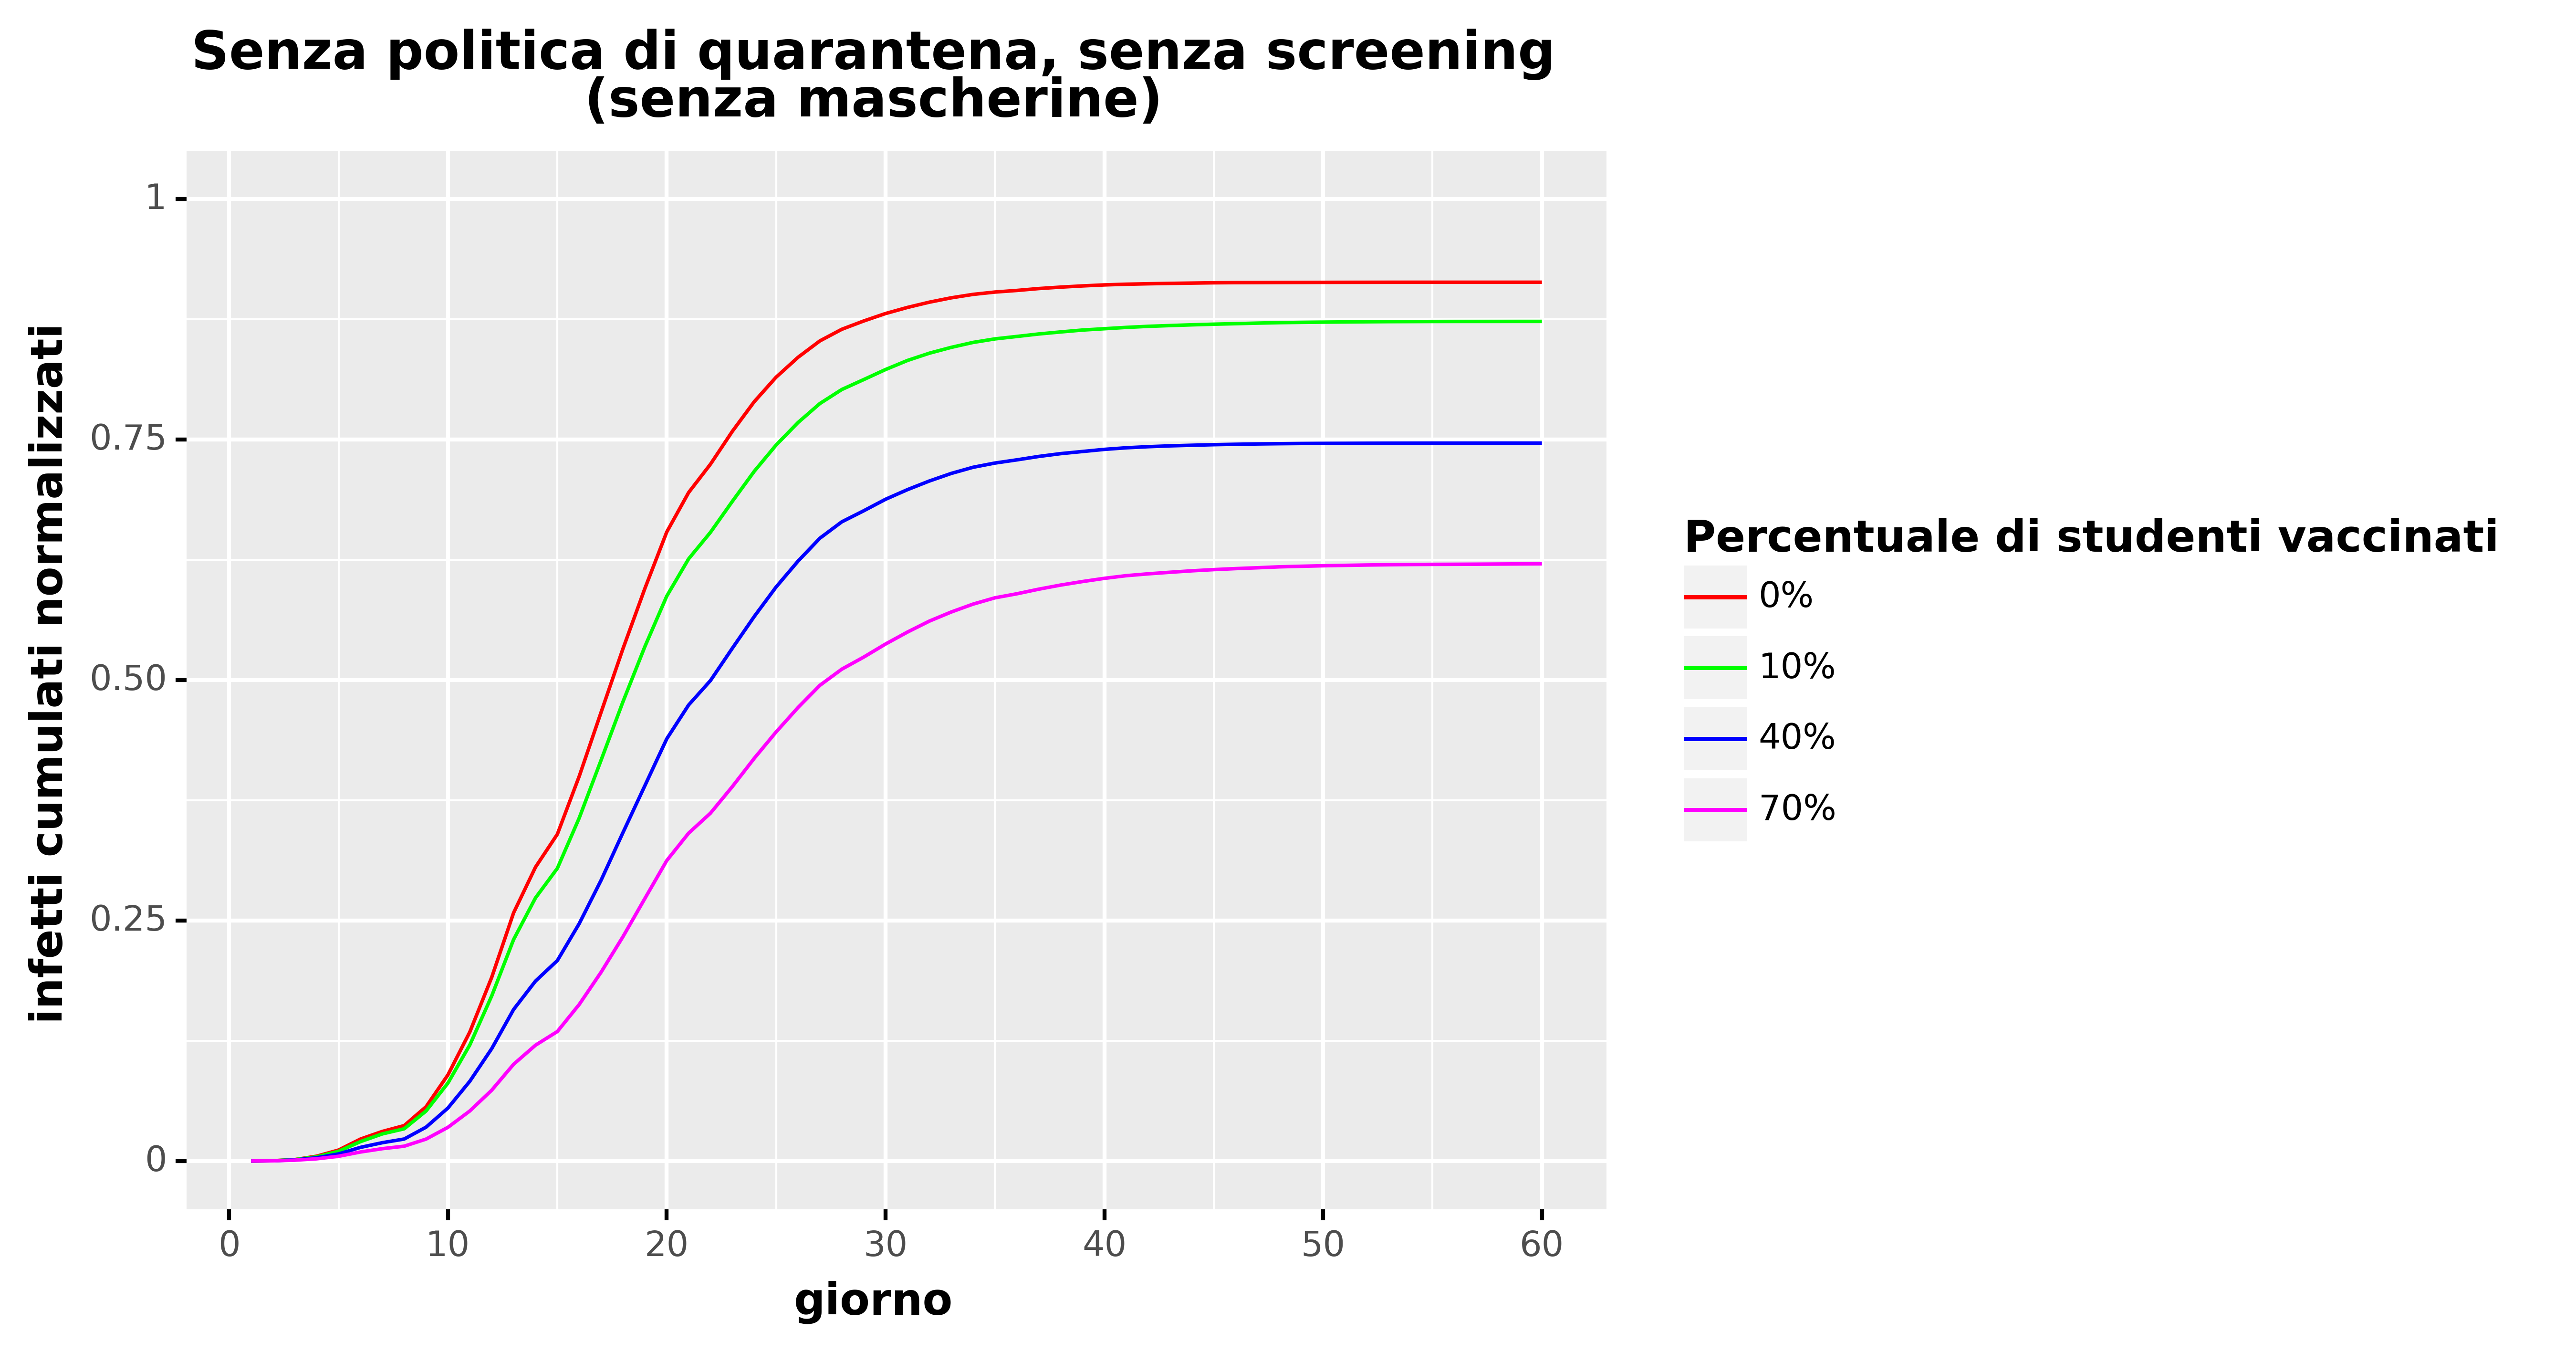 Senza politica di quarantena, senza screening
(senza mascherine)
infetti cumulati normalizzati
1
0.75
0.50
0.25
0
0 10 20 30 40 50 60
giorno
Percentuale di studenti vaccinati
0%
10%
40%
70%